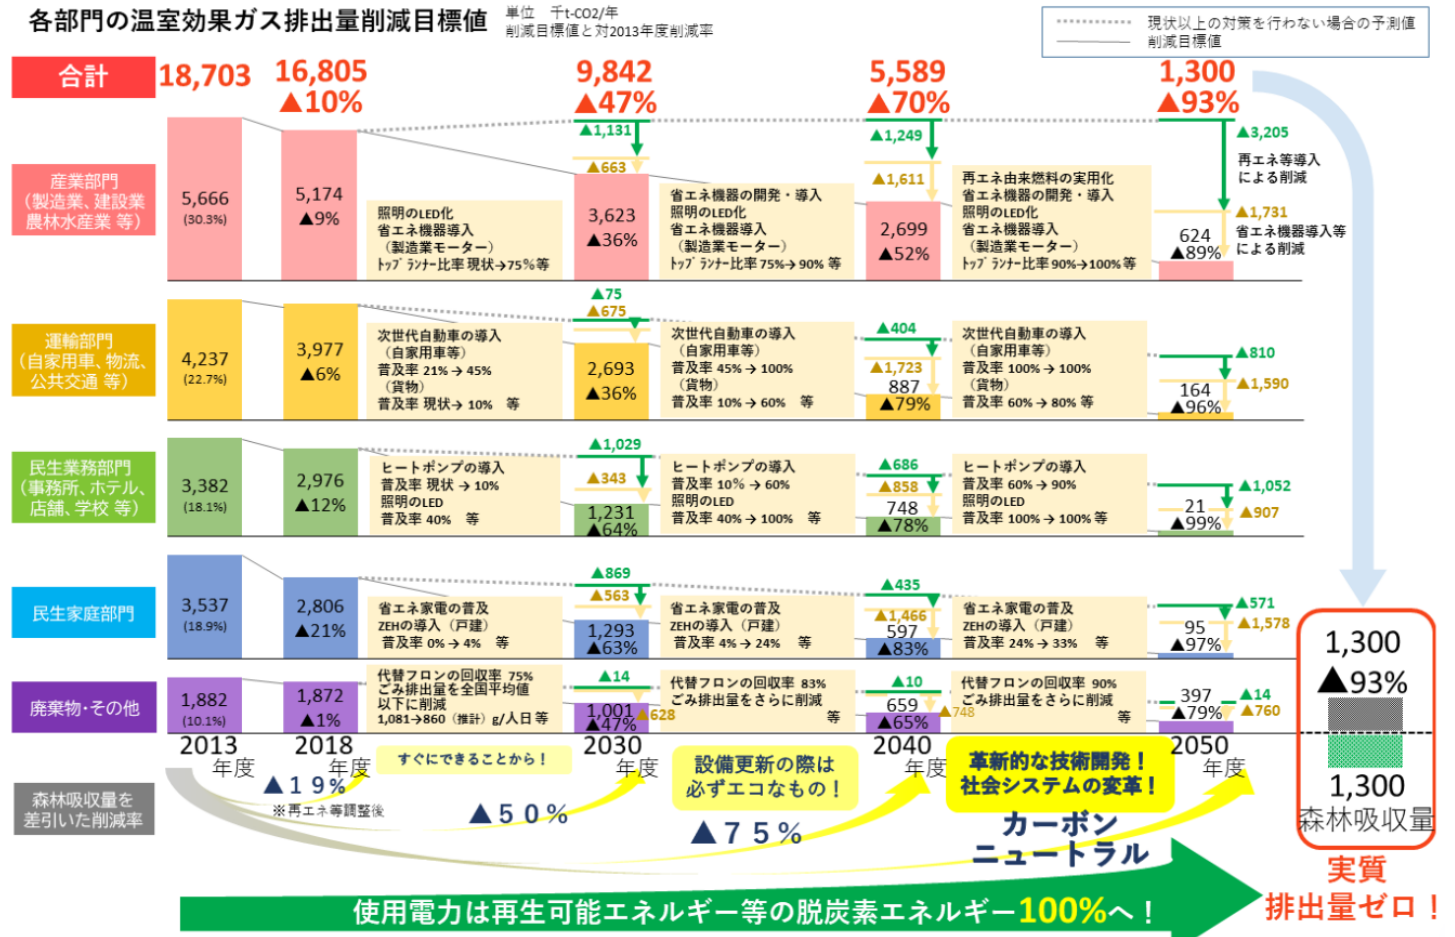 各部門の温室効果ガス排出量削減目標値
単位　千t-CO2/年
削減目標値と対2013年度削減率
現状以上の対策を行わない場合の予測値
削減目標値
合計
18,703
16,805
▲10%
9,842
▲47%
5,589
▲70%
1,300
▲93%
産業部門
（製造業、建設業
農林水産業 等）
5,666
(30.3%)
5,174
▲9%
照明のLED化
省エネ機器導入
（製造業モーター）
トップランナー比率 現状→75％等
▲1,131
▲663
3,623
▲36%
省エネ機器の開発・導入
照明のLED化
省エネ機器導入
（製造業モーター）
トップランナー比率 75%→ 90% 等
▲1,249
▲1,611
2,699
▲52%
再エネ由来燃料の実用化
省エネ機器の開発・導入
照明のLED化
省エネ機器導入
（製造業モーター）
トップランナー比率 90%→100% 等
624
▲89%
▲3,205
再エネ等導入
による削減
▲1,731
省エネ機器導入等
による削減
運輸部門
（自家用車、物流、
公共交通 等）
4,237
(22.7%)
3,977
▲6%
次世代自動車の導入
（自家用車等）
普及率 21% → 45%
（貨物）
普及率 現状 → 10%　等
▲75
▲675
2,693
▲36%
次世代自動車の導入
（自家用車等）
普及率 45% → 100%
（貨物）
普及率 10% → 60%　等
▲404
▲1,723
887
▲79%
次世代自動車の導入
（自家用車等）
普及率 100% → 100%
（貨物）
普及率 60% → 80% 等
164
▲96%
▲810
▲1,590
民生業務部門
（事務所、ホテル、
店舗、学校 等）
3,382
(18.1%)
2,976
▲12%
ヒートポンプの導入
普及率 現状 → 10%
照明のLED
普及率 40%　等
▲1,029
▲343
1,231
▲64%
ヒートポンプの導入
普及率 10% → 60%
照明のLED
普及率 40% → 100%　等
▲686
▲858
748
▲78%
ヒートポンプの導入
普及率 60% → 90%
照明のLED
普及率 100% → 100% 等
21
▲99%
▲1,052
▲907
民生家庭部門
3,537
(18.9%)
2,806
▲21%
省エネ家電の普及
ZEHの導入（戸建）
普及率 0% → 4%　等
▲869
▲563
1,293
▲63%
省エネ家電の普及
ZEHの導入（戸建）
普及率 4% → 24%　等
▲435
▲1,466
597
▲83%
省エネ家電の普及
ZEHの導入（戸建）
普及率 24% → 33%　等
95
▲97%
▲571
▲1,578
廃棄物・その他
1,882
(10.1%)
1,872
▲1%
代替フロンの回収率 75%
ごみ排出量を全国平均値
以下に削減
1,081→860（推計）g/人日 等
▲14
1,001
▲47%
▲628
代替フロンの回収率 83%
ごみ排出量をさらに削減
等
▲10
659
▲65%
▲748
代替フロンの回収率 90%
ごみ排出量をさらに削減
等
397
▲79%
▲14
▲760
2013
年度
2018
年度
2030
年度
2040
年度
2050
年度
森林吸収量を
差引いた削減率
▲19%
※再エネ等調整後
すぐにできることから！
▲50%
設備更新の際は
必ずエコなもの！
▲75%
革新的な技術開発！
社会システムの変革！
カーボン
ニュートラル
1,300
▲93%
1,300
森林吸収量
実質
排出量ゼロ！
使用電力は再生可能エネルギー等の脱炭素エネルギー100%へ！